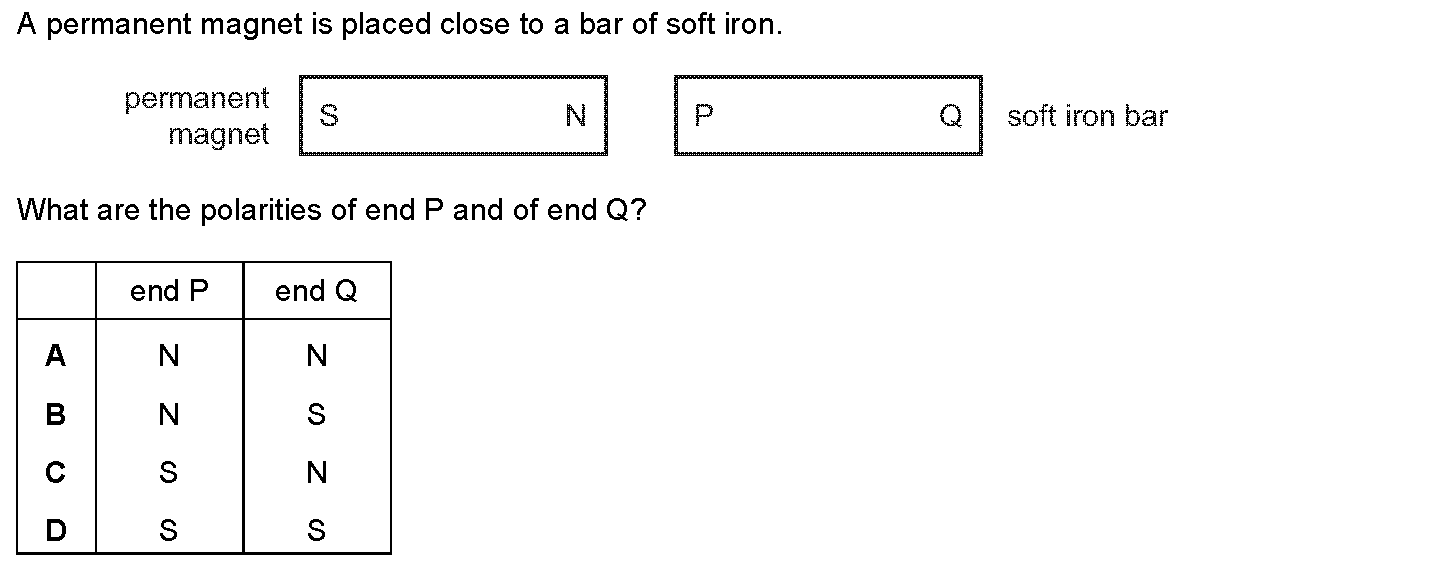 A permanent magnet is placed close to a bar of soft iron.
permanent
magnet
S N P Q soft iron bar
What are the polarities of end P and of end Q?
end P end Q
A N N
B N S
C S N
D S S